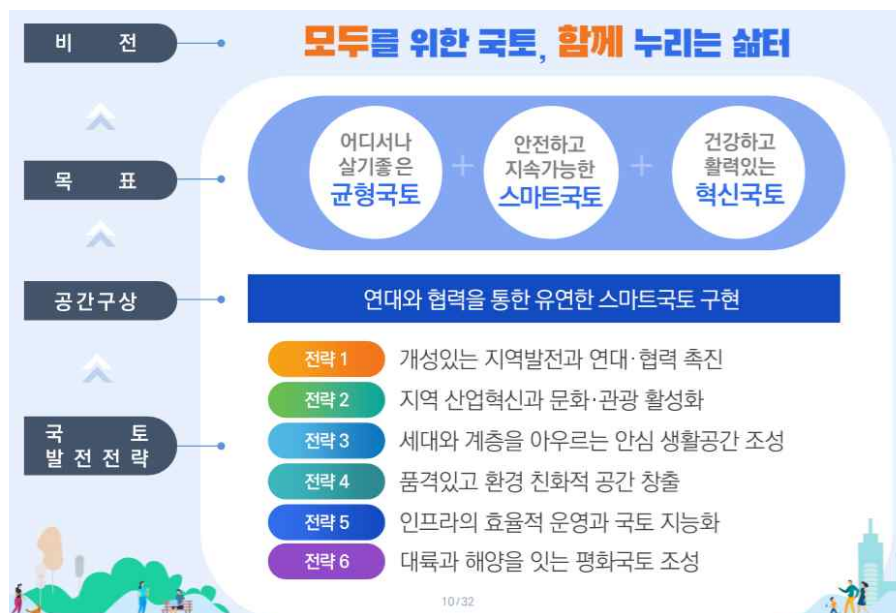 비 전
모두를 위한 국토, 함께 누리는 삶터
목 표
어디서나
살기좋은
균형국토
+
안전하고
지속가능한
스마트국토
+
건강하고
활력있는
혁신국토
공간구상
연대와 협력을 통한 유연한 스마트국토 구현
국 토
발전전략
전략 1 개성있는 지역발전과 연대·협력 촉진
전략 2 지역 산업혁신과 문화·관광 활성화
전략 3 세대와 계층을 아우르는 안심 생활공간 조성
전략 4 품격있고 환경 친화적 공간 창출
전략 5 인프라의 효율적 운영과 국토 지능화
전략 6 대륙과 해양을 잇는 평화국토 조성
10/32